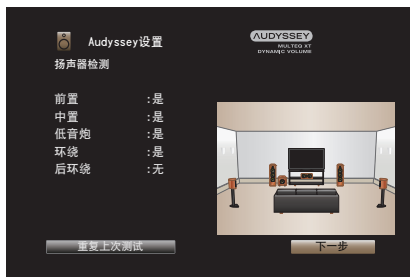 Audyssey设置
AUDYSSEY
MULTEQ XT
DYNAMIC VOLUME
扬声器检测
前置 :是
中置 :是
低音炮 :是
环绕 :是
后环绕 :无
重复上次测试
下一步